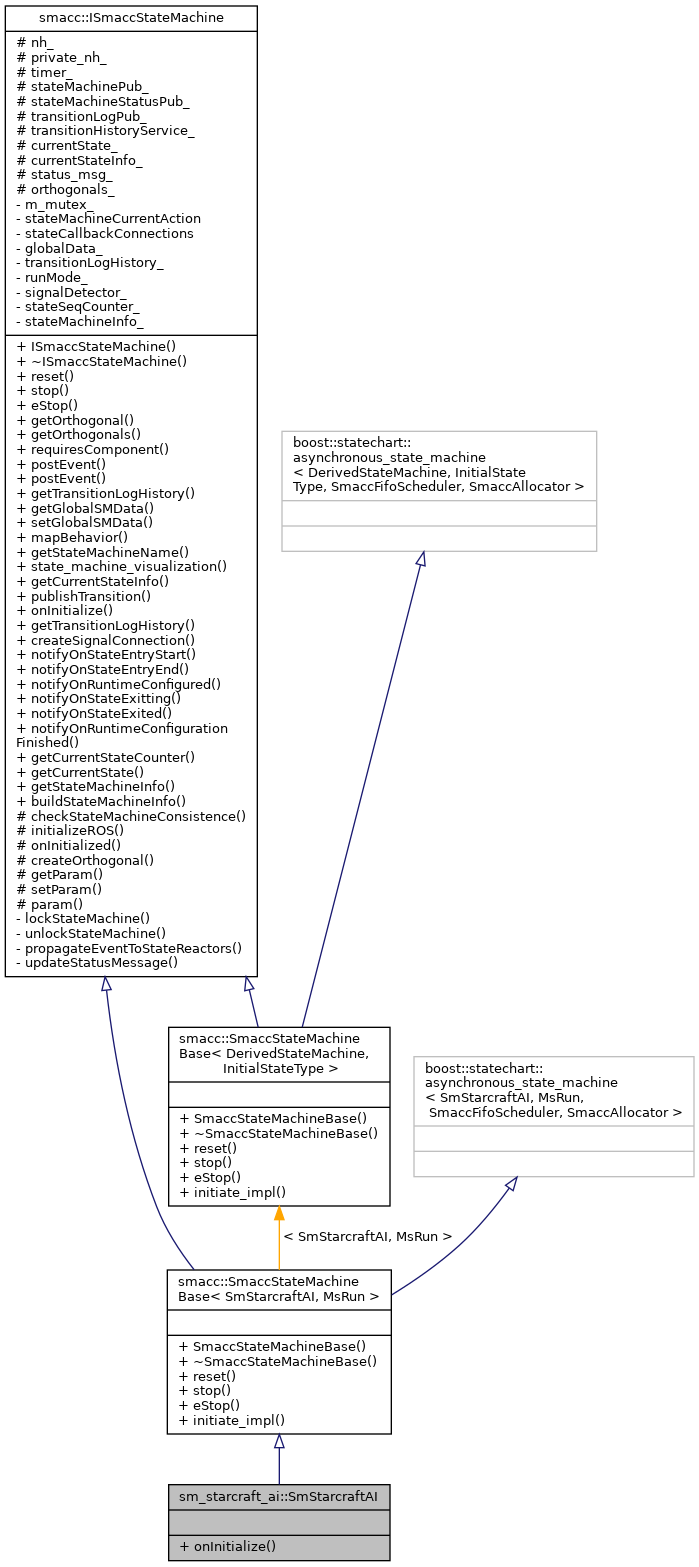 smacc::ISmaccStateMachine
# nh_
# private_nh_
# timer_
# stateMachinePub_
# stateMachineStatusPub_
# transitionLogPub_
# transitionHistoryService_
# currentState_
# currentStateInfo_
# status_msg_
# orthogonals_
- m_mutex_
- stateMachineCurrentAction
- stateCallbackConnections
- globalData_
- transitionLogHistory_
- runMode_
- signalDetector_
- stateSeqCounter_
- stateMachineInfo_
+ ISmaccStateMachine()
+ ~ISmaccStateMachine()
+ reset()
+ stop()
+ eStop()
+ getOrthogonal()
+ getOrthogonals()
+ requiresComponent()
+ postEvent()
+ postEvent()
+ getTransitionLogHistory()
+ getGlobalSMData()
+ setGlobalSMData()
+ mapBehavior()
+ getStateMachineName()
+ state_machine_visualization()
+ getCurrentStateInfo()
+ publishTransition()
+ onInitialize()
+ getTransitionLogHistory()
+ createSignalConnection()
+ notifyOnStateEntryStart()
+ notifyOnStateEntryEnd()
+ notifyOnRuntimeConfigured()
+ notifyOnStateExitting()
+ notifyOnStateExited()
+ notifyOnRuntimeConfiguration
Finished()
+ getCurrentStateCounter()
+ getCurrentState()
+ getStateMachineInfo()
+ buildStateMachineInfo()
# checkStateMachineConsistence()
# initializeROS()
# onInitialized()
# createOrthogonal()
# getParam()
# setParam()
# param()
- lockStateMachine()
- unlockStateMachine()
- propagateEventToStateReactors()
- updateStatusMessage()
boost::statechart::
asynchronous_state_machine
< DerivedStateMachine, InitialState
Type, SmaccFifoScheduler, SmaccAllocator >
smacc::SmaccStateMachine
Base< DerivedStateMachine,
InitialStateType >
+ SmaccStateMachineBase()
+ ~SmaccStateMachineBase()
+ reset()
+ stop()
+ eStop()
+ initiate_impl()
boost::statechart::
asynchronous_state_machine
< SmStarcraftAI, MsRun,
SmaccFifoScheduler, SmaccAllocator >
< SmStarcraftAI, MsRun >
smacc::SmaccStateMachine
Base< SmStarcraftAI, MsRun >
+ SmaccStateMachineBase()
+ ~SmaccStateMachineBase()
+ reset()
+ stop()
+ eStop()
+ initiate_impl()
sm_starcraft_ai::SmStarcraftAI
+ onInitialize()